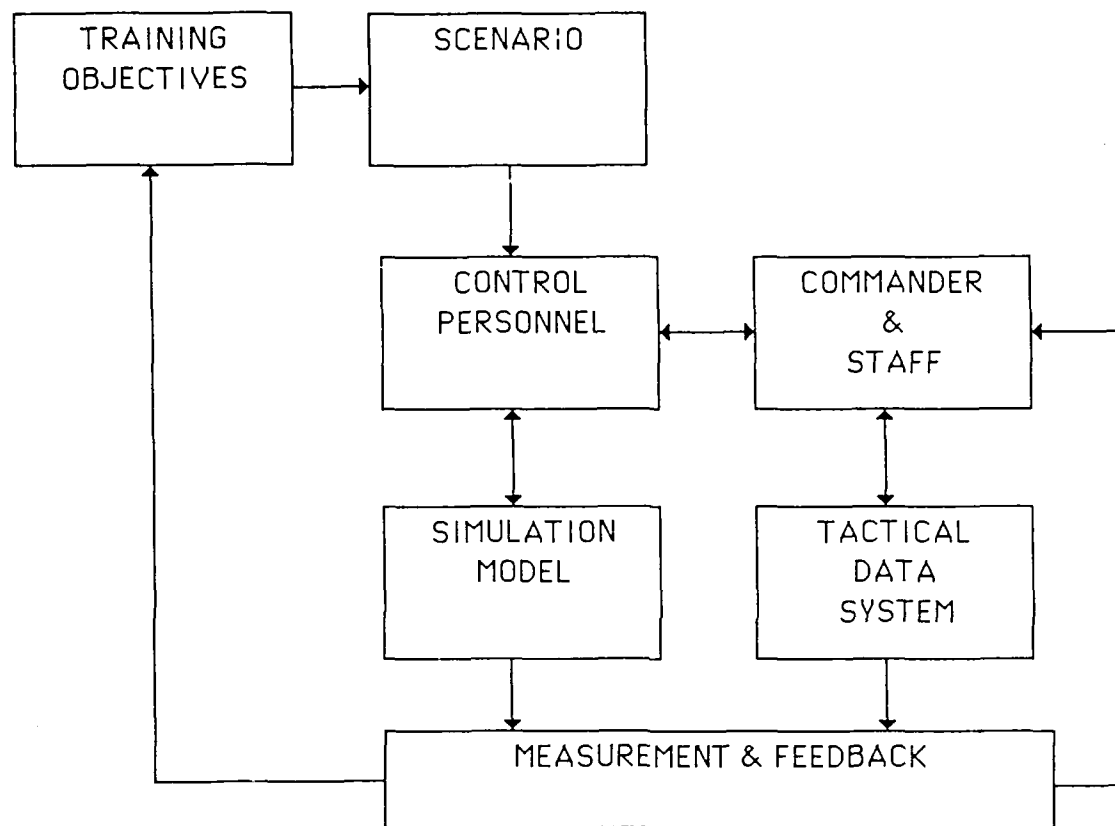 TRAINING
OBJECTIVES
SCENARIO
CONTROL
PERSONNEL
COMMANDER
&
STAFF
SIMULATION
MODEL
TACTICAL
DATA
SYSTEM
MEASUREMENT & FEEDBACK